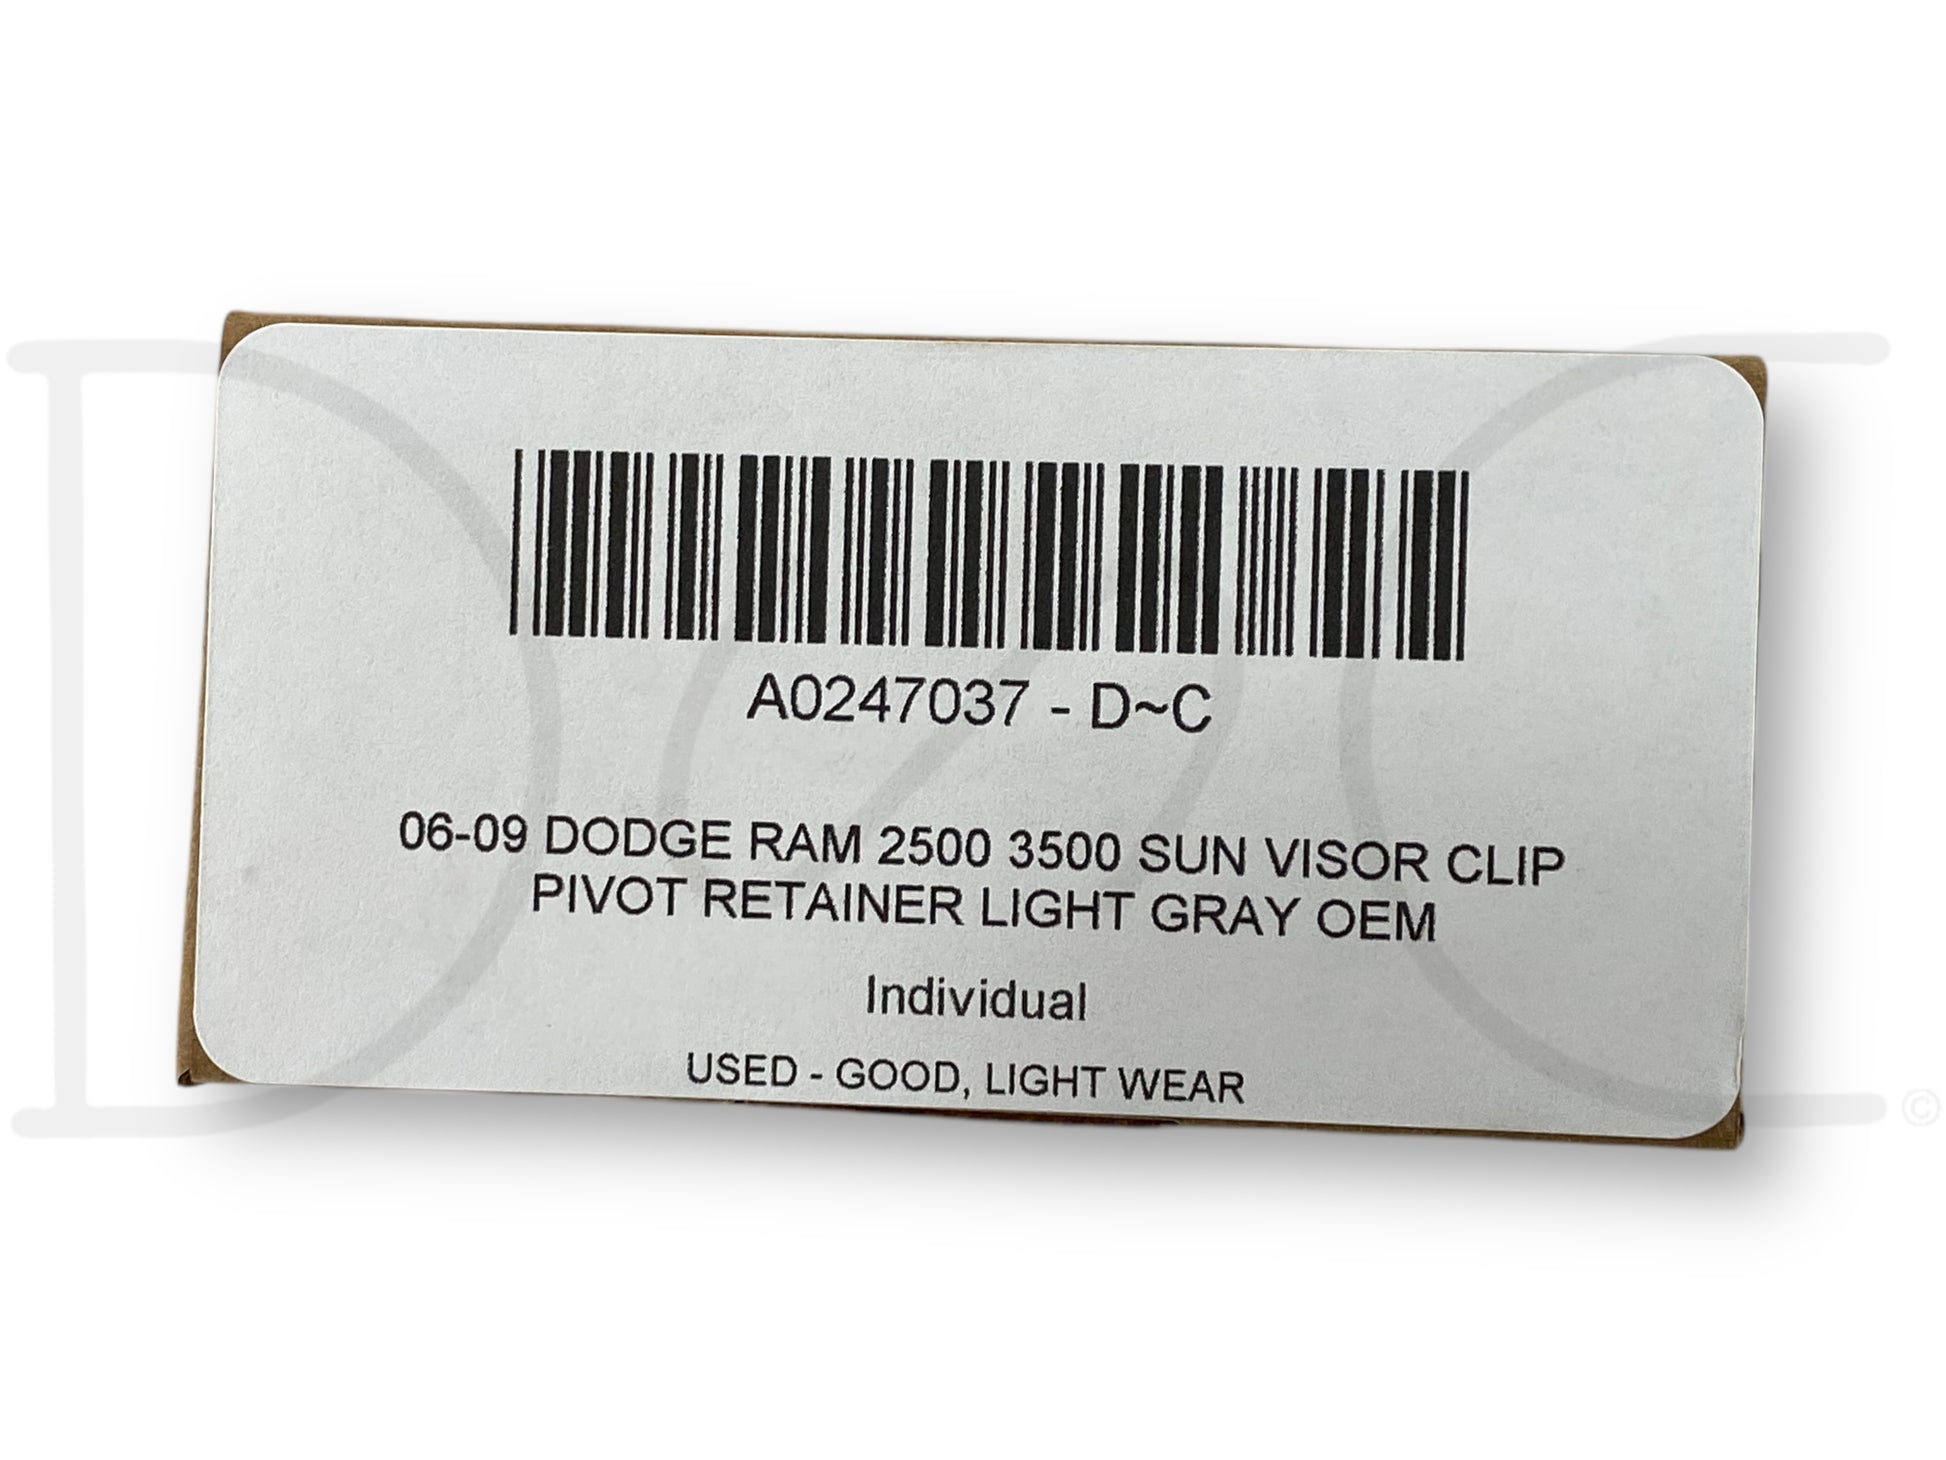 A0247037 - D~C
06-09 DODGE RAM 2500 3500 SUN VISOR CLIP
PIVOT RETAINER LIGHT GRAY OEM
Individual
USED - GOOD, LIGHT WEAR
D~C ©